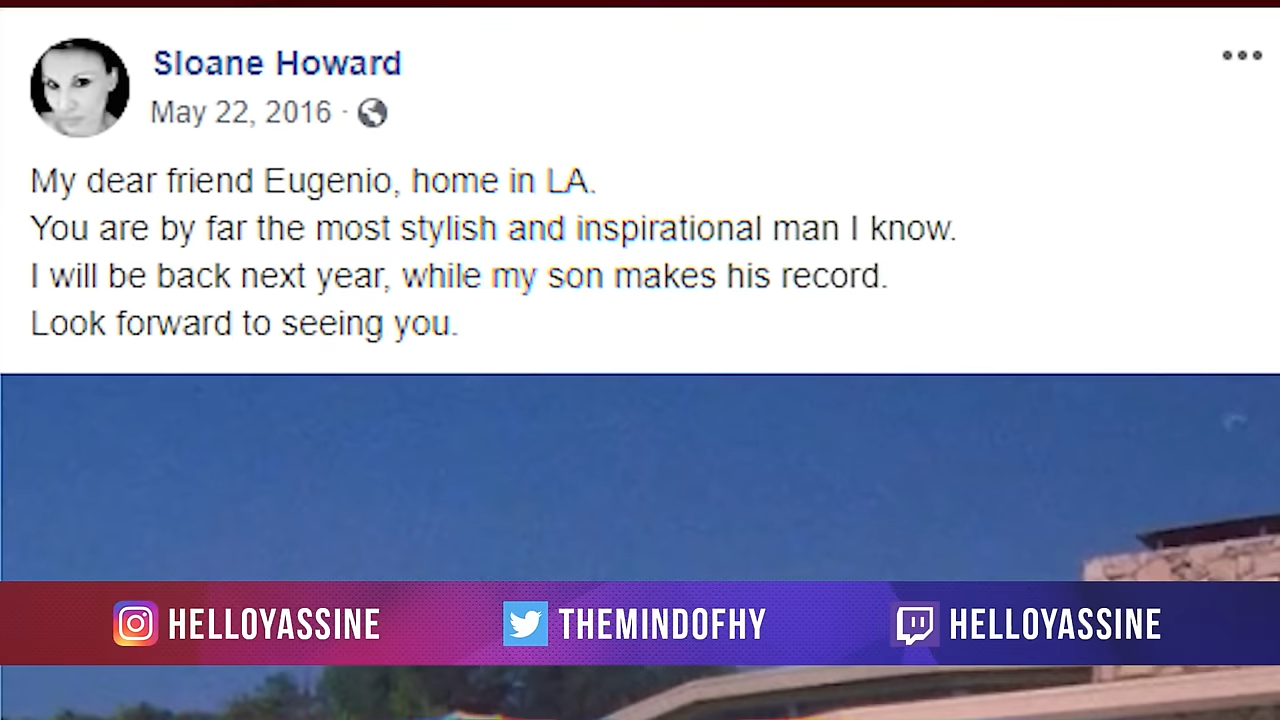 Sloane Howard
May 22, 2016 ·
My dear friend Eugenio, home in LA.
You are by far the most stylish and inspirational man I know.
I will be back next year, while my son makes his record.
Look forward to seeing you.
HELLOYASSINE
THEMINDOFHY
HELLOYASSINE